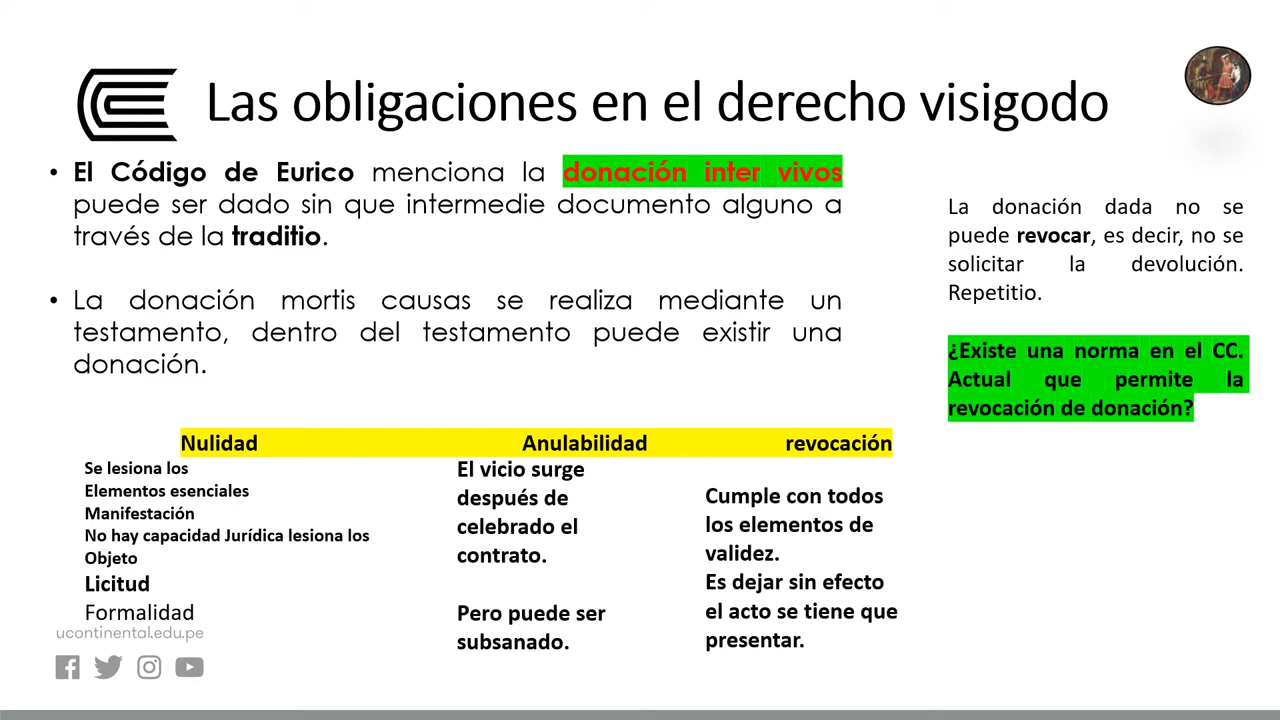 Las obligaciones en el derecho visigodo
• El Código de Eurico menciona la donación inter vivos
puede ser dado sin que intermedie documento alguno a
través de la traditio.
• La donación mortis causas se realiza mediante un
testamento, dentro del testamento puede existir una
donación.
La donación dada no se
puede revocar, es decir, no se
solicitar la devolución.
Repetitio.
¿Existe una norma en el CC.
Actual que permite la
revocación de donación?
Nulidad Anulabilidad revocación
Se lesiona los
Elementos esenciales
Manifestación
No hay capacidad Jurídica lesiona los
Objeto
Licitud
Formalidad
El vicio surge
después de
celebrado el
contrato.
Pero puede ser
subsanado.
Cumple con todos
los elementos de
validez.
Es dejar sin efecto
el acto se tiene que
presentar.
ucontinental.edu.pe